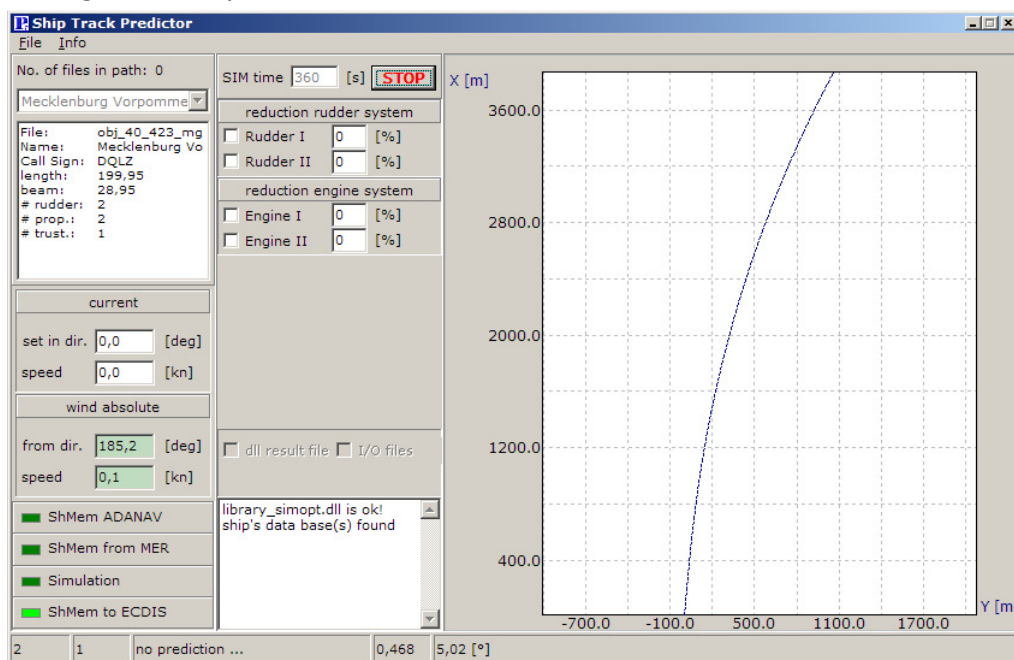 Ship Track Predictor
File Info
No. of files in path: 0
Mecklenburg Vorpomme
File: obj_40_423_mg
Name: Mecklenburg Vo
Call Sign: DQLZ
length: 199,95
beam: 28,95
# rudder: 2
# prop.: 2
# trust.: 1
current
set in dir. 0,0 [deg]
speed 0,0 [kn]
wind absolute
from dir. 185,2 [deg]
speed 0,1 [kn]
ShMem ADANAV
ShMem from MER
Simulation
ShMem to ECDIS
SIM time 360 [s] STOP
reduction rudder system
Rudder I 0 [%]
Rudder II 0 [%]
reduction engine system
Engine I 0 [%]
Engine II 0 [%]
dll result file I/O files
library_simopt.dll is ok!
ship's data base(s) found
X [m]
3600.0
2800.0
2000.0
1200.0
400.0
-700.0 -100.0 500.0 1100.0 1700.0
Y [m
2 1 no prediction ... 0,468 5,02 [°]